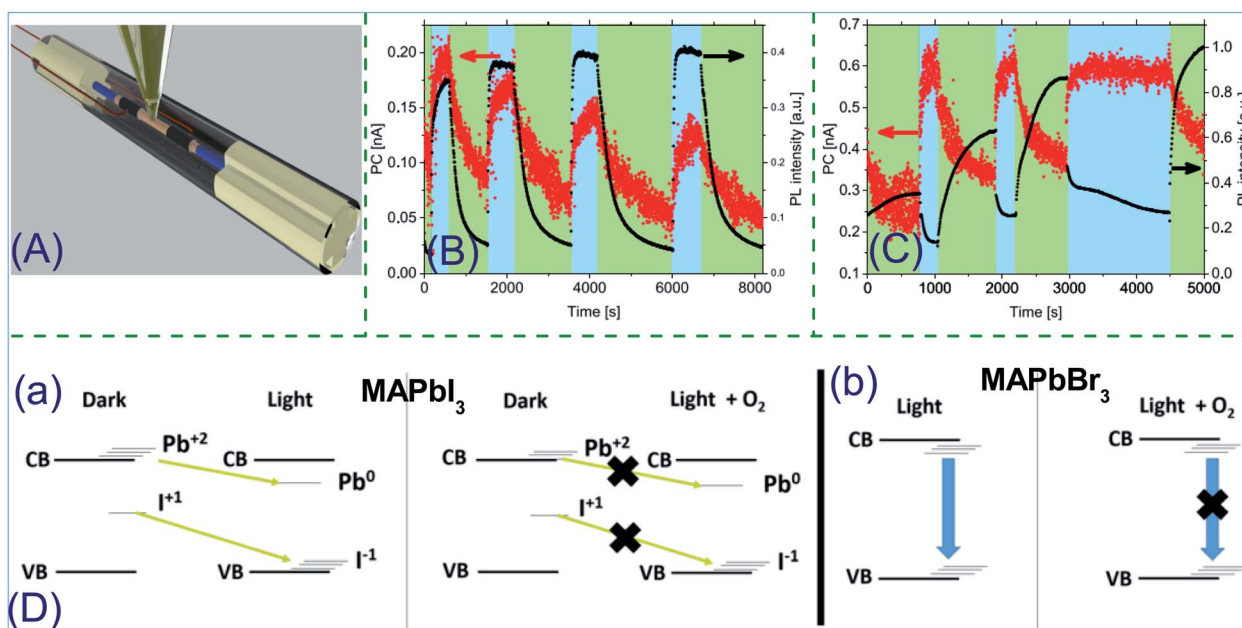 (A)
PC [nA]
0.20
0.15
0.10
0.05
0.00
0 2000 4000 6000 8000
Time [s]
0.4
0.3
0.2
0.1
0.0
PL intensity [a.u.]
(B)
PC [nA]
0.7
0.6
0.5
0.4
0.3
0.2
0.1
0 1000 2000 3000 4000 5000
Time [s]
1.0
0.8
0.6
0.4
0.2
0.0
PL intensity [a.u.]
(C)
(a)
MAPbI3
Dark Light Dark Light + O2
CB Pb+2 CB Pb0
I+1
VB VB I-1
CB Pb+2 CB Pb0
I+1
VB VB I-1
(b)
MAPbBr3
Light Light + O2
CB CB
VB VB
(D)